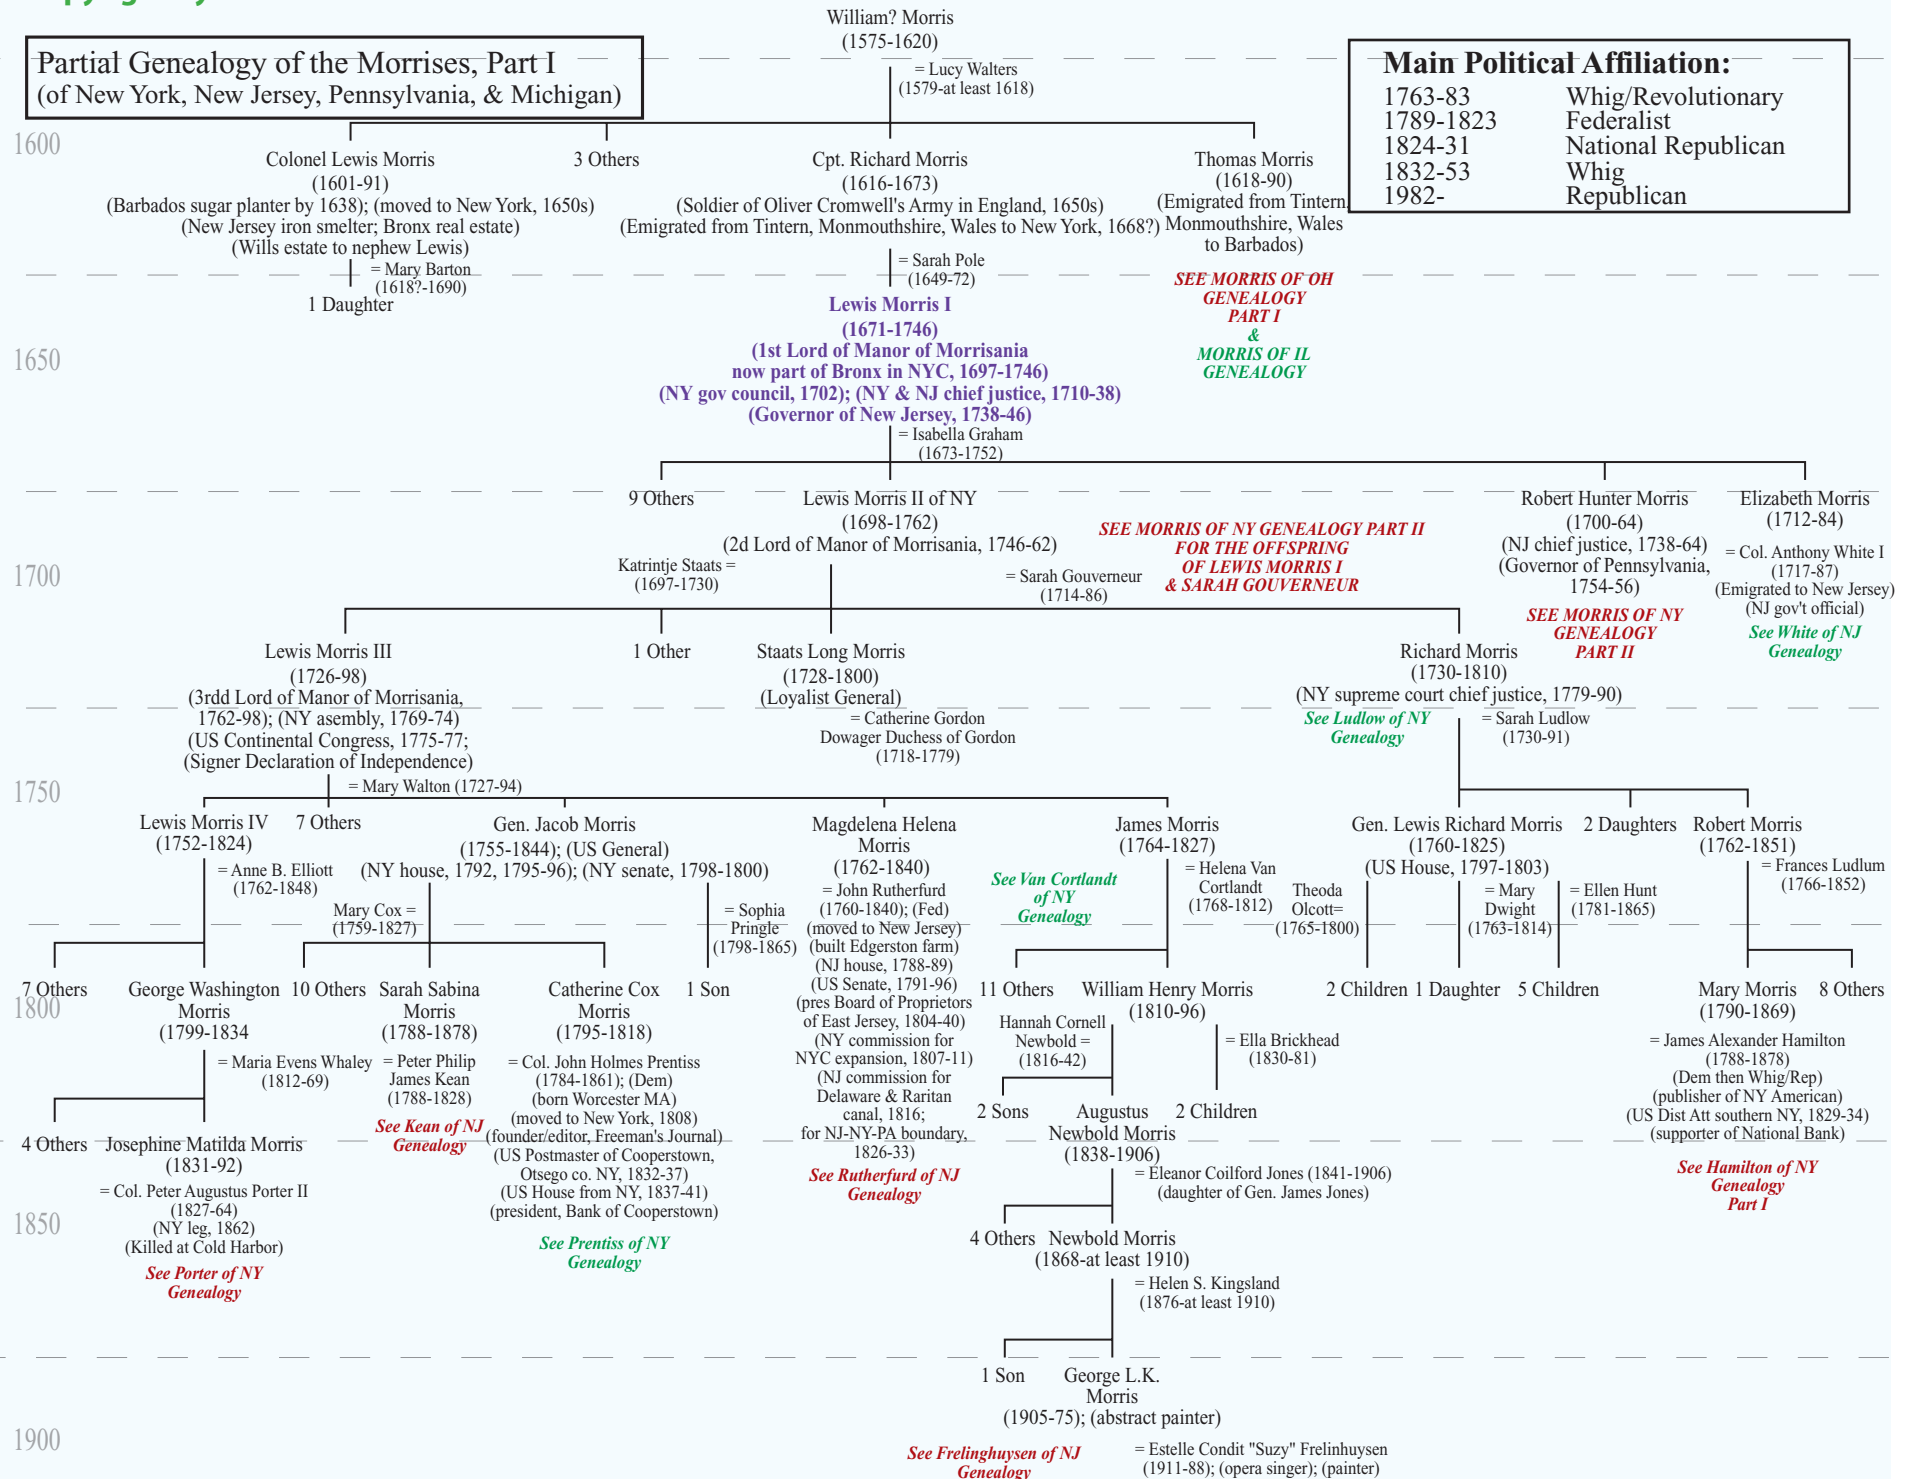 William? Morris
(1575-1620)
Partial Genealogy of the Morrises, Part I
(of New York, New Jersey, Pennsylvania, & Michigan)
Main Political Affiliation:
1763-83 Whig/Revolutionary
1789-1823 Federalist
1824-31 National Republican
1832-53 Whig
1982- Republican
= Lucy Walters
(1579-at least 1618)
1600
Colonel Lewis Morris
(1601-91)
(Barbados sugar planter by 1638); (moved to New York, 1650s)
(New Jersey iron smelter; Bronx real estate)
(Wills estate to nephew Lewis)
= Mary Barton
(1618?-1690)
1 Daughter
3 Others
Cpt. Richard Morris
(1616-1673)
(Soldier of Oliver Cromwell's Army in England, 1650s)
(Emigrated from Tintern, Monmouthshire, Wales to New York, 1668?)
= Sarah Pole
(1649-72)
Thomas Morris
(1618-90)
(Emigrated from Tintern,
Monmouthshire, Wales
to Barbados)
SEE MORRIS OF OH
GENEALOGY
PART I
&
MORRIS OF IL
GENEALOGY
1650
Lewis Morris I
(1671-1746)
(1st Lord of Manor of Morrisania
now part of Bronx in NYC, 1697-1746)
(NY gov council, 1702); (NY & NJ chief justice, 1710-38)
(Governor of New Jersey, 1738-46)
= Isabella Graham
(1673-1752)
9 Others
Lewis Morris II of NY
(1698-1762)
(2d Lord of Manor of Morrisania, 1746-62)
Katrintje Staats =
(1697-1730)
= Sarah Gouverneur
(1714-86)
SEE MORRIS OF NY GENEALOGY PART II
FOR THE OFFSPRING
OF LEWIS MORRIS I
& SARAH GOUVERNEUR
Robert Hunter Morris
(1700-64)
(NJ chief justice, 1738-64)
(Governor of Pennsylvania,
1754-56)
SEE MORRIS OF NY
GENEALOGY
PART II
Elizabeth Morris
(1712-84)
= Col. Anthony White I
(1717-87)
(Emigrated to New Jersey)
(NJ gov't official)
See White of NJ
Genealogy
1700
Lewis Morris III
(1726-98)
(3rdd Lord of Manor of Morrisania,
1762-98); (NY asembly, 1769-74)
(US Continental Congress, 1775-77;
(Signer Declaration of Independence)
= Mary Walton (1727-94)
1 Other
Staats Long Morris
(1728-1800)
(Loyalist General)
= Catherine Gordon
Dowager Duchess of Gordon
(1718-1779)
Richard Morris
(1730-1810)
(NY supreme court chief justice, 1779-90)
See Ludlow of NY
Genealogy
= Sarah Ludlow
(1730-91)
1750
Lewis Morris IV
(1752-1824)
= Anne B. Elliott
(1762-1848)
7 Others
Gen. Jacob Morris
(1755-1844); (US General)
(NY house, 1792, 1795-96); (NY senate, 1798-1800)
Mary Cox =
(1759-1827)
= Sophia
Pringle
(1798-1865)
Magdelena Helena
Morris
(1762-1840)
= John Rutherfurd
(1760-1840); (Fed)
(moved to New Jersey)
(built Edgerston farm)
(NJ house, 1788-89)
(US Senate, 1791-96)
(pres Board of Proprietors
of East Jersey, 1804-40)
(NY commission for
NYC expansion, 1807-11)
(NJ commission for
Delaware & Raritan
canal, 1816;
for NJ-NY-PA boundary,
1826-33)
See Rutherfurd of NJ
Genealogy
James Morris
(1764-1827)
See Van Cortlandt
of NY
Genealogy
= Helena Van
Cortlandt
(1768-1812)
Gen. Lewis Richard Morris
(1760-1825)
(US House, 1797-1803)
Theoda
Olcott=
(1765-1800)
= Mary
Dwight
(1763-1814)
= Ellen Hunt
(1781-1865)
2 Daughters
Robert Morris
(1762-1851)
= Frances Ludlum
(1766-1852)
1800
7 Others
George Washington
Morris
(1799-1834
= Maria Evens Whaley
(1812-69)
10 Others
Sarah Sabina
Morris
(1788-1878)
= Peter Philip
James Kean
(1788-1828)
See Kean of NJ
Genealogy
Catherine Cox
Morris
(1795-1818)
= Col. John Holmes Prentiss
(1784-1861); (Dem)
(born Worcester MA)
(moved to New York, 1808)
(founder/editor, Freeman's Journal)
(US Postmaster of Cooperstown,
Otsego co. NY, 1832-37)
(US House from NY, 1837-41)
(president, Bank of Cooperstown)
See Prentiss of NY
Genealogy
1 Son
11 Others
William Henry Morris
(1810-96)
Hannah Cornell
Newbold =
(1816-42)
= Ella Brickhead
(1830-81)
2 Children
1 Daughter
5 Children
Mary Morris
(1790-1869)
= James Alexander Hamilton
(1788-1878)
(Dem then Whig/Rep)
(publisher of NY American)
(US Dist Att southern NY, 1829-34)
(supporter of National Bank)
See Hamilton of NY
Genealogy
Part I
8 Others
4 Others
Josephine Matilda Morris
(1831-92)
= Col. Peter Augustus Porter II
(1827-64)
(NY leg, 1862)
(Killed at Cold Harbor)
See Porter of NY
Genealogy
2 Sons
Augustus
Newbold Morris
(1838-1906)
= Eleanor Coilford Jones (1841-1906)
(daughter of Gen. James Jones)
2 Children
1850
4 Others
Newbold Morris
(1868-at least 1910)
= Helen S. Kingsland
(1876-at least 1910)
1 Son
George L.K.
Morris
(1905-75); (abstract painter)
1900
See Frelinghuysen of NJ
Genealogy
= Estelle Condit "Suzy" Frelinhuysen
(1911-88); (opera singer); (painter)